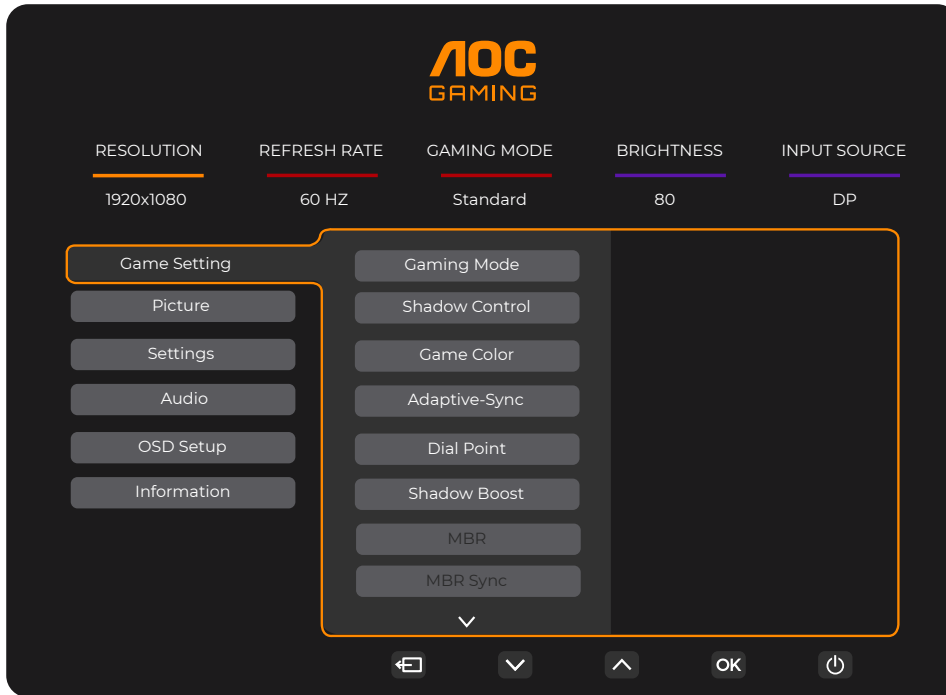 AOC
GAMING
RESOLUTION REFRESH RATE GAMING MODE BRIGHTNESS INPUT SOURCE
1920x1080 60 HZ Standard 80 DP
Game Setting Gaming Mode
Picture Shadow Control
Settings Game Color
Audio Adaptive-Sync
OSD Setup Dial Point
Information Shadow Boost
MBR
MBR Sync
OK